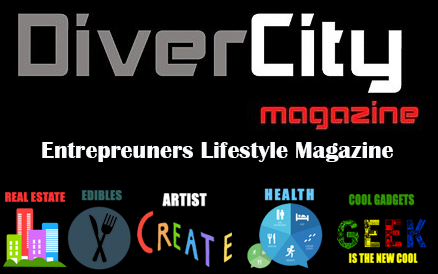 DiverCity
magazine
Entrepreuners Lifestyle Magazine
REAL ESTATE
EDIBLES
ARTIST
CREATE
HEALTH
COOL GADGETS
GEEK
IS THE NEW COOL